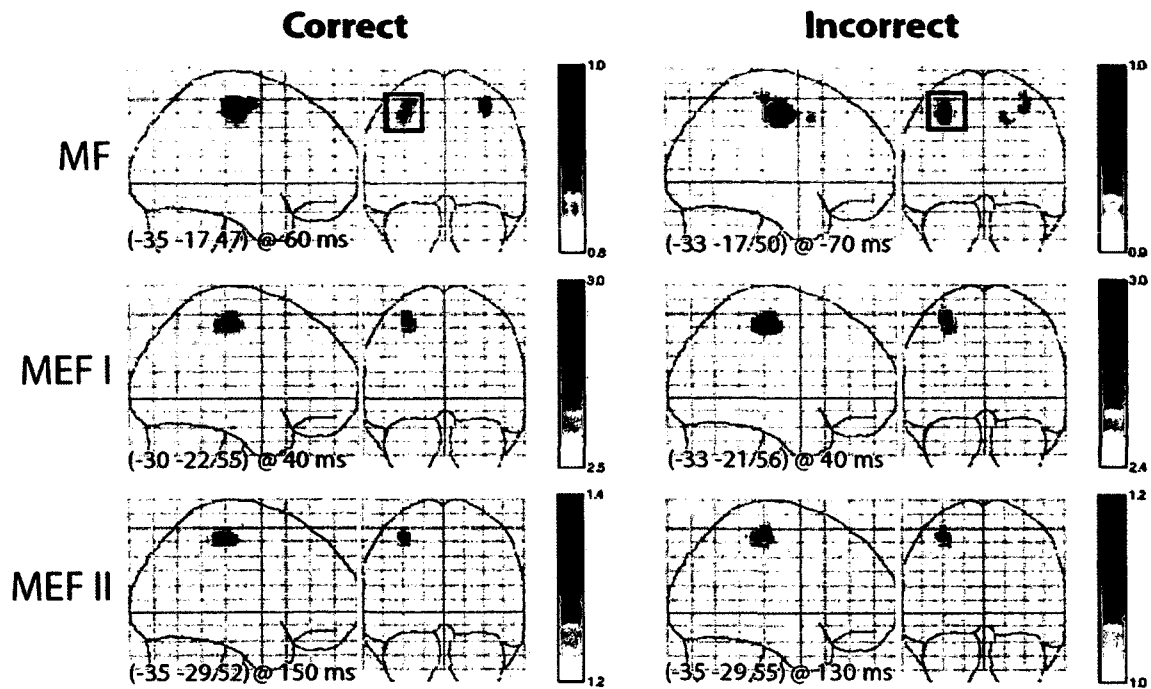 Correct
Incorrect
1.0
1.0
MF
(-35 -17 47) @ -60 ms
0.8
(-33 -17 50) @ -70 ms
0.9
3.0
3.0
MEF I
(-30 -22 55) @ 40 ms
2.5
(-33 -21 56) @ 40 ms
2.4
1.4
1.2
MEF II
(-35 -29 52) @ 150 ms
1.2
(-35 -29 55) @ 130 ms
1.0